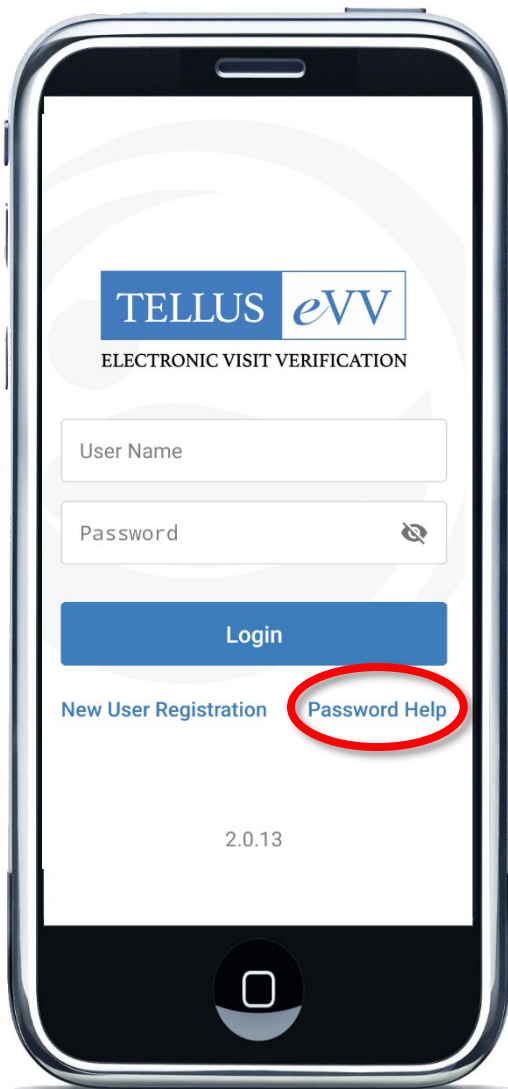 TELLUS eVV
ELECTRONIC VISIT VERIFICATION
User Name
Password
Login
New User Registration Password Help
2.0.13